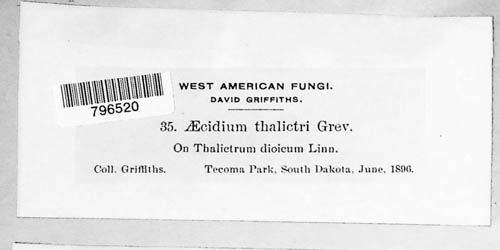 WEST AMERICAN FUNGI.
DAVID GRIFFITHS.
796520
35. Æcidium thalictri Grev.
On Thalictrum dioicum Linn.
Coll. Griffiths. Tecoma Park, South Dakota, June, 1896.